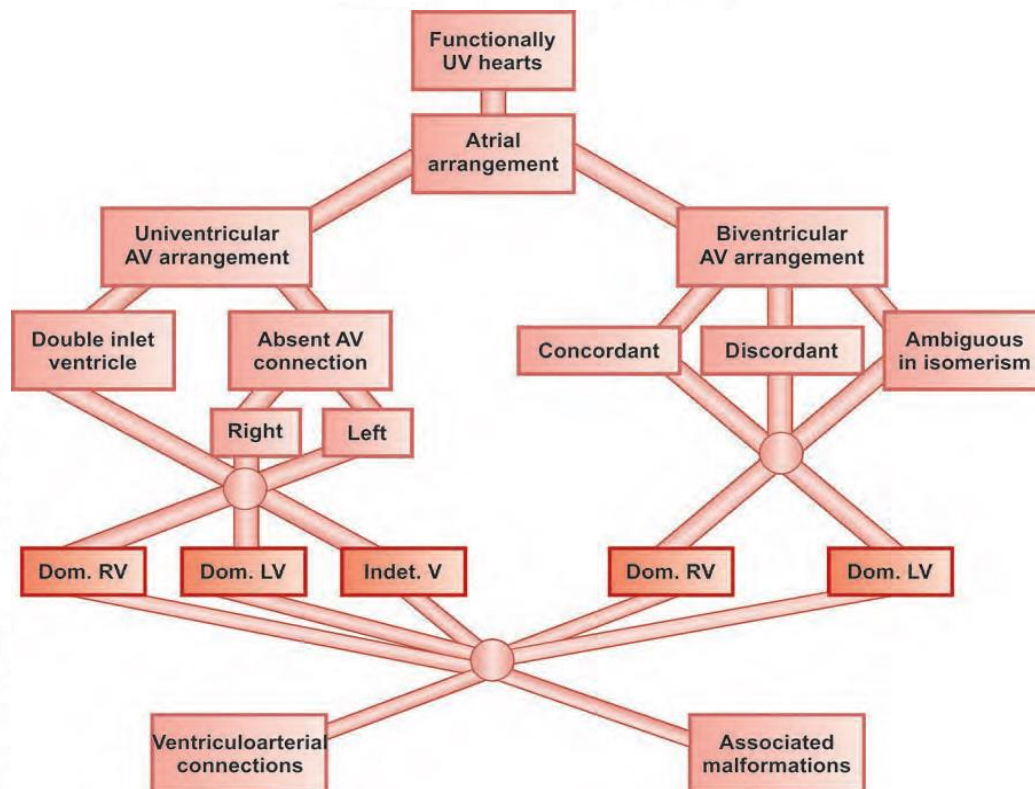 Functionally
UV hearts
Atrial
arrangement
Univentricular
AV arrangement
Biventricular
AV arrangement
Double inlet
ventricle
Absent AV
connection
Concordant
Discordant
Ambiguous
in isomerism
Right
Left
Dom. RV
Dom. LV
Indet. V
Dom. RV
Dom. LV
Ventriculoarterial
connections
Associated
malformations